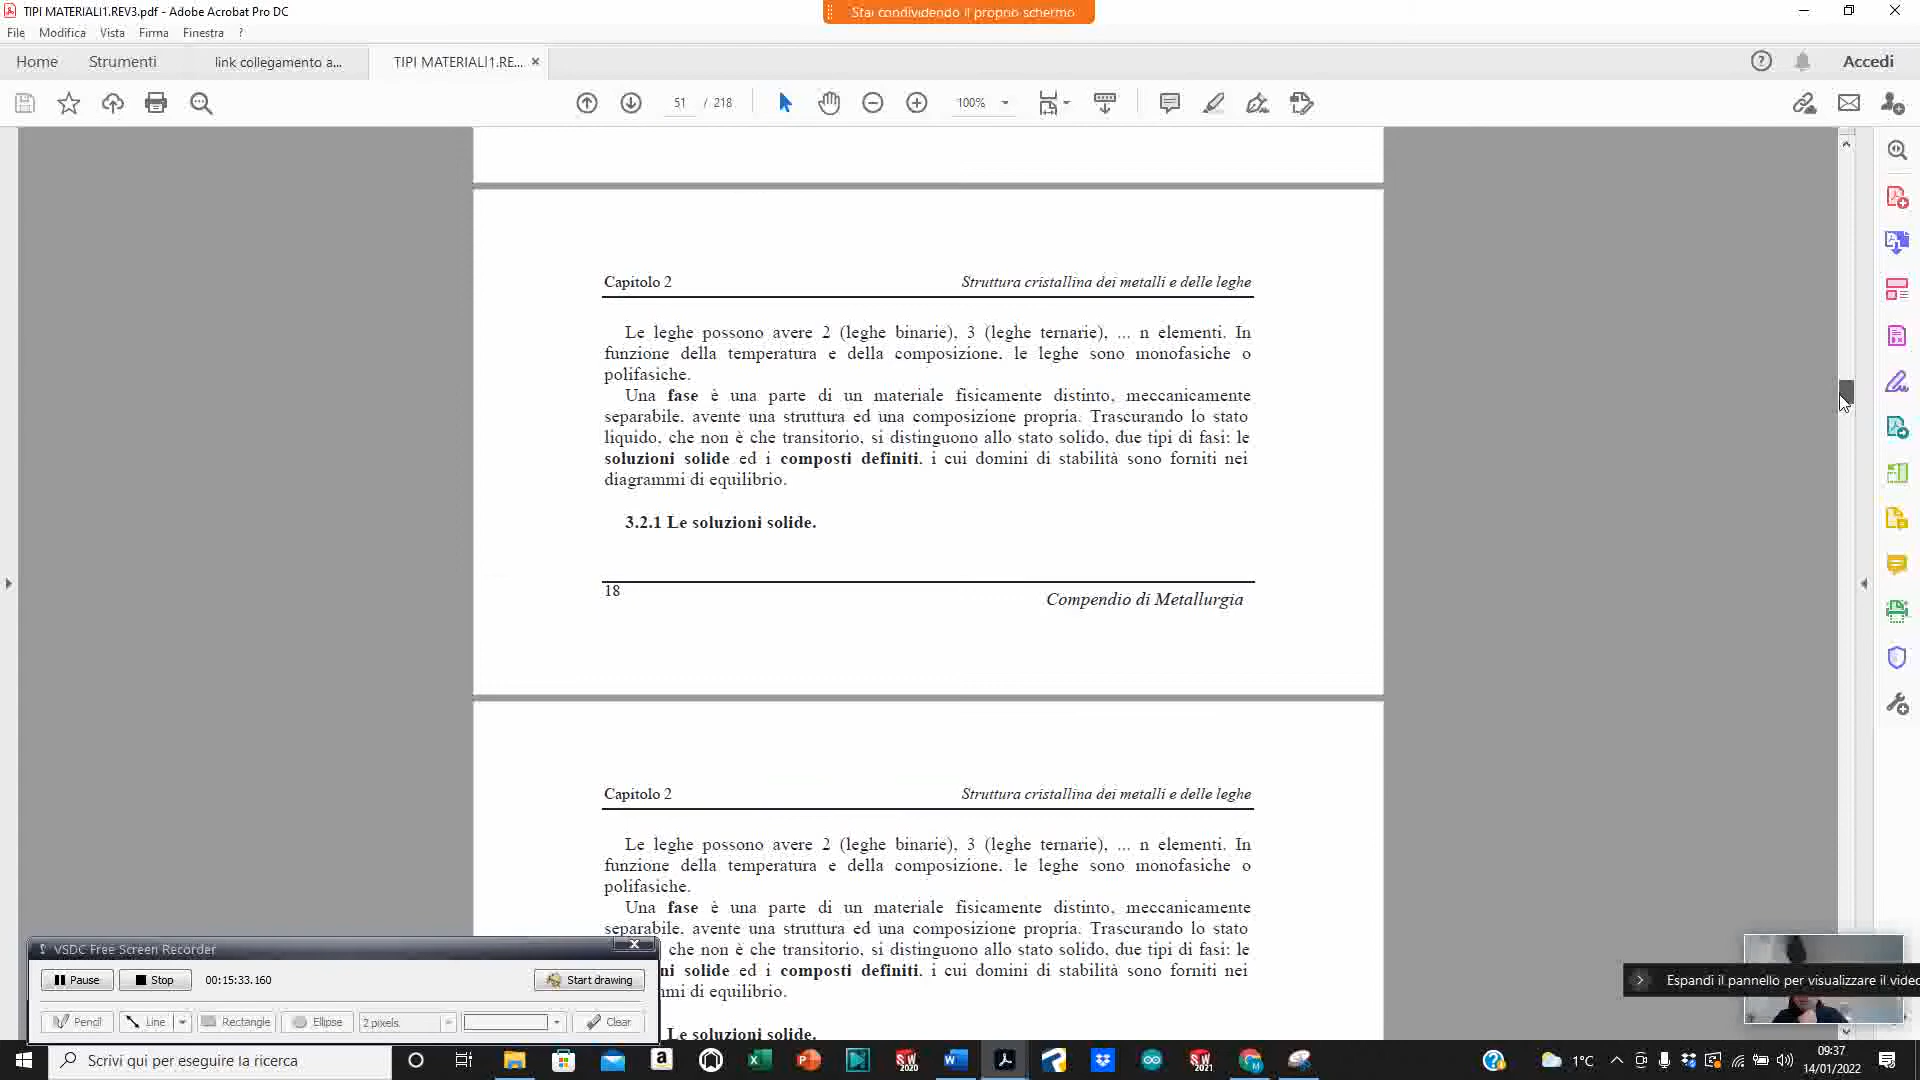 TIPI MATERIALI1.REV3.pdf - Adobe Acrobat Pro DC
Stai condividendo il proprio schermo
File Modifica Vista Firma Finestra ?
Home Strumenti link collegamento a... TIPI MATERIALI1.RE... × Accedi
51 / 218 100%
Capitolo 2 Struttura cristallina dei metalli e delle leghe
Le leghe possono avere 2 (leghe binarie), 3 (leghe ternarie), ... n elementi. In
funzione della temperatura e della composizione. le leghe sono monofasiche o
polifasiche.
Una fase è una parte di un materiale fisicamente distinto, meccanicamente
separabile. avente una struttura ed una composizione propria. Trascurando lo stato
liquido, che non è che transitorio, si distinguono allo stato solido, due tipi di fasi: le
soluzioni solide ed i composti definiti. i cui domini di stabilità sono forniti nei
diagrammi di equilibrio.
3.2.1 Le soluzioni solide.
18
Compendio di Metallurgia
Capitolo 2 Struttura cristallina dei metalli e delle leghe
Le leghe possono avere 2 (leghe binarie), 3 (leghe ternarie), ... n elementi. In
funzione della temperatura e della composizione. le leghe sono monofasiche o
polifasiche.
Una fase è una parte di un materiale fisicamente distinto, meccanicamente
separabile. avente una struttura ed una composizione propria. Trascurando lo stato
che non è che transitorio, si distinguono allo stato solido, due tipi di fasi: le
ni solide ed i composti definiti. i cui domini di stabilità sono forniti nei
mmi di equilibrio.
Le soluzioni solide.
VSDC Free Screen Recorder
Pause Stop 00:15:33.160 Start drawing
Pencil Line Rectangle Ellipse 2 pixels. Clear
Espandi il pannello per visualizzare il video
Scrivi qui per eseguire la ricerca
1°C
09:37
14/01/2022